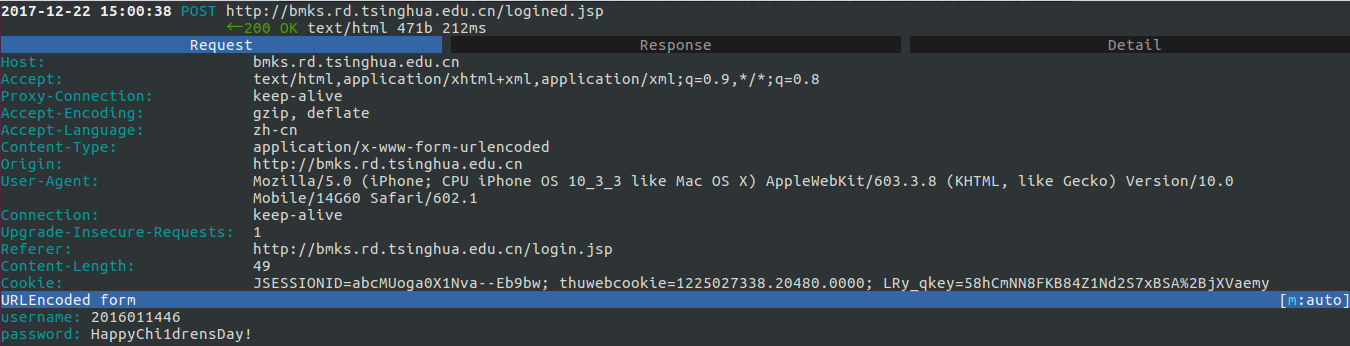 2017-12-22 15:00:38 POST http://bmks.rd.tsinghua.edu.cn/logined.jsp
←200 OK text/html 471b 212ms
Request Response Detail
Host: bmks.rd.tsinghua.edu.cn
Accept: text/html,application/xhtml+xml,application/xml;q=0.9,*/*;q=0.8
Proxy-Connection: keep-alive
Accept-Encoding: gzip, deflate
Accept-Language: zh-cn
Content-Type: application/x-www-form-urlencoded
Origin: http://bmks.rd.tsinghua.edu.cn
User-Agent: Mozilla/5.0 (iPhone; CPU iPhone OS 10_3_3 like Mac OS X) AppleWebKit/603.3.8 (KHTML, like Gecko) Version/10.0
Mobile/14G60 Safari/602.1
Connection: keep-alive
Upgrade-Insecure-Requests: 1
Referer: http://bmks.rd.tsinghua.edu.cn/login.jsp
Content-Length: 49
Cookie: JSESSIONID=abcMUoga0X1Nva--Eb9bw; thuwebcookie=1225027338.20480.0000; LRy_qkey=58hCmNN8FKB84Z1Nd2S7xBSA%2BjXVaemy
URLEncoded form [m:auto]
username: 2016011446
password: HappyChi1drensDay!